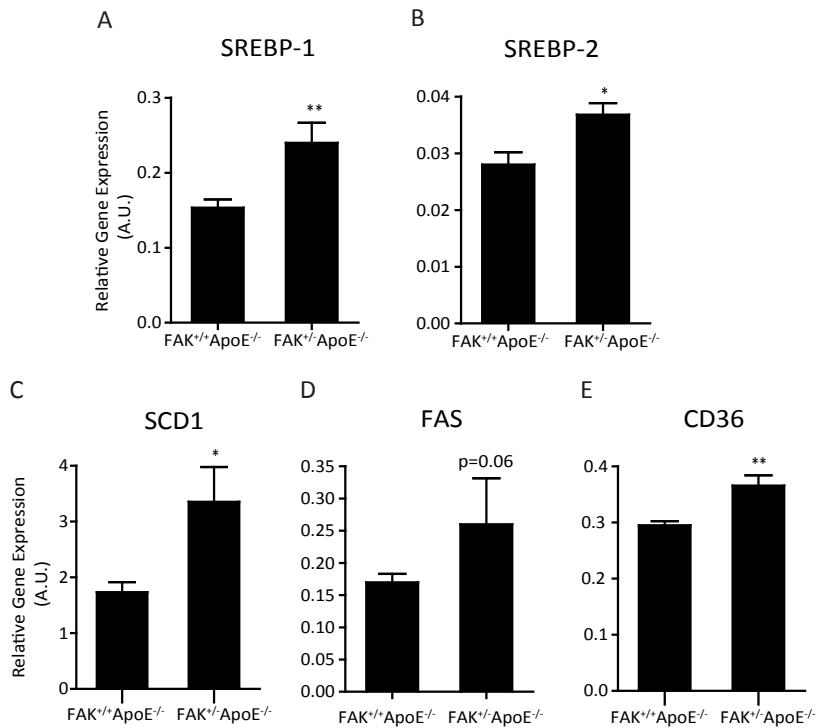 A
SREBP-1
Relative Gene Expression
(A.U.)
0.3
0.2
0.1
0.0
**
FAK+/+ApoE-/-
FAK+/-ApoE-/-
B
SREBP-2
0.04
0.03
0.02
0.01
0.00
*
FAK+/+ApoE-/-
FAK+/-ApoE-/-
C
SCD1
Relative Gene Expression
(A.U.)
4
3
2
1
0
*
FAK+/+ApoE-/-
FAK+/-ApoE-/-
D
FAS
0.35
0.30
0.25
0.20
0.15
0.10
0.05
0.00
p=0.06
FAK+/+ApoE-/-
FAK+/-ApoE-/-
E
CD36
0.4
0.3
0.2
0.1
0.0
**
FAK+/+ApoE-/-
FAK+/-ApoE-/-